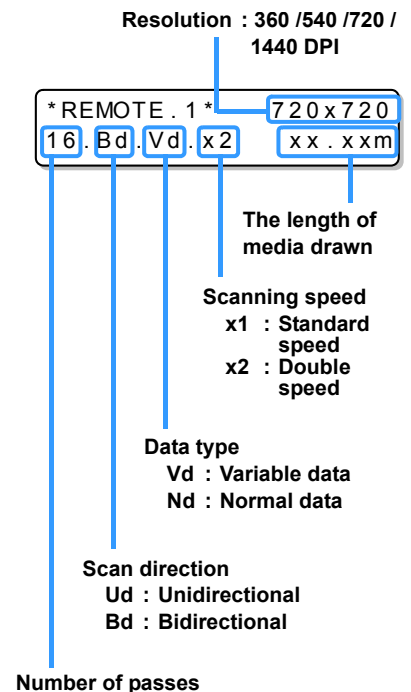 Resolution : 360 /540 /720 /
1440 DPI
*REMOTE.1* 720x720
16.Bd.Vd.x2 xx.xxm
The length of
media drawn
Scanning speed
x1 : Standard
speed
x2 : Double
speed
Data type
Vd : Variable data
Nd : Normal data
Scan direction
Ud : Unidirectional
Bd : Bidirectional
Number of passes